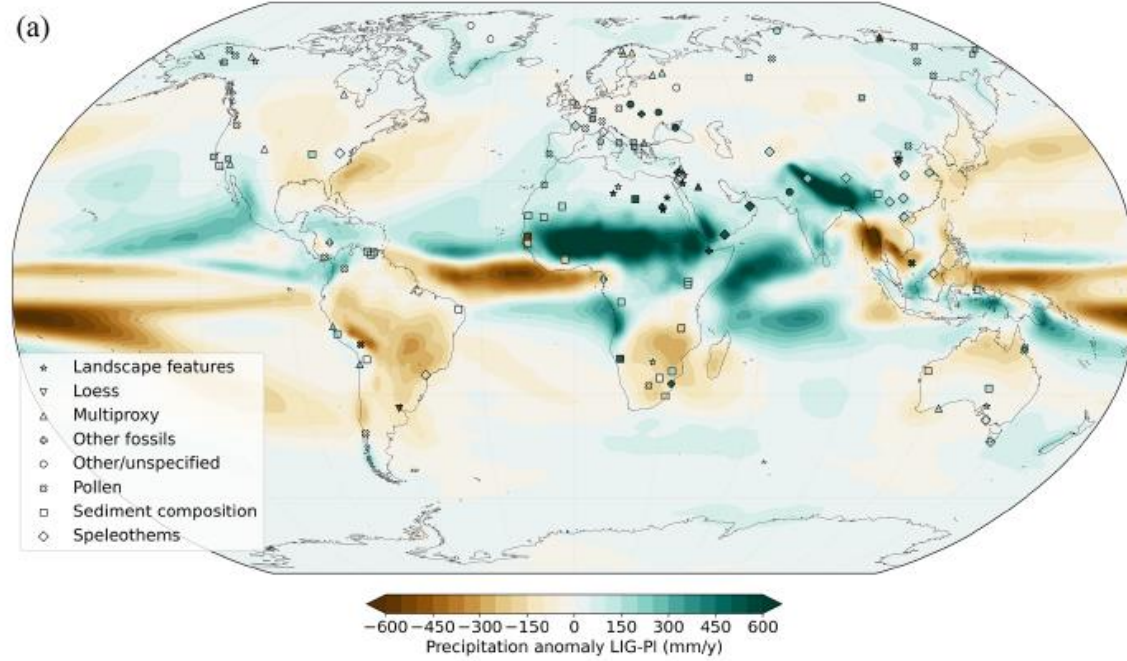 (a)
Landscape features
Loess
Multiproxy
Other fossils
Other/unspecified
Pollen
Sediment composition
Speleothems
−600 −450 −300 −150 0 150 300 450 600
Precipitation anomaly LIG-PI (mm/y)